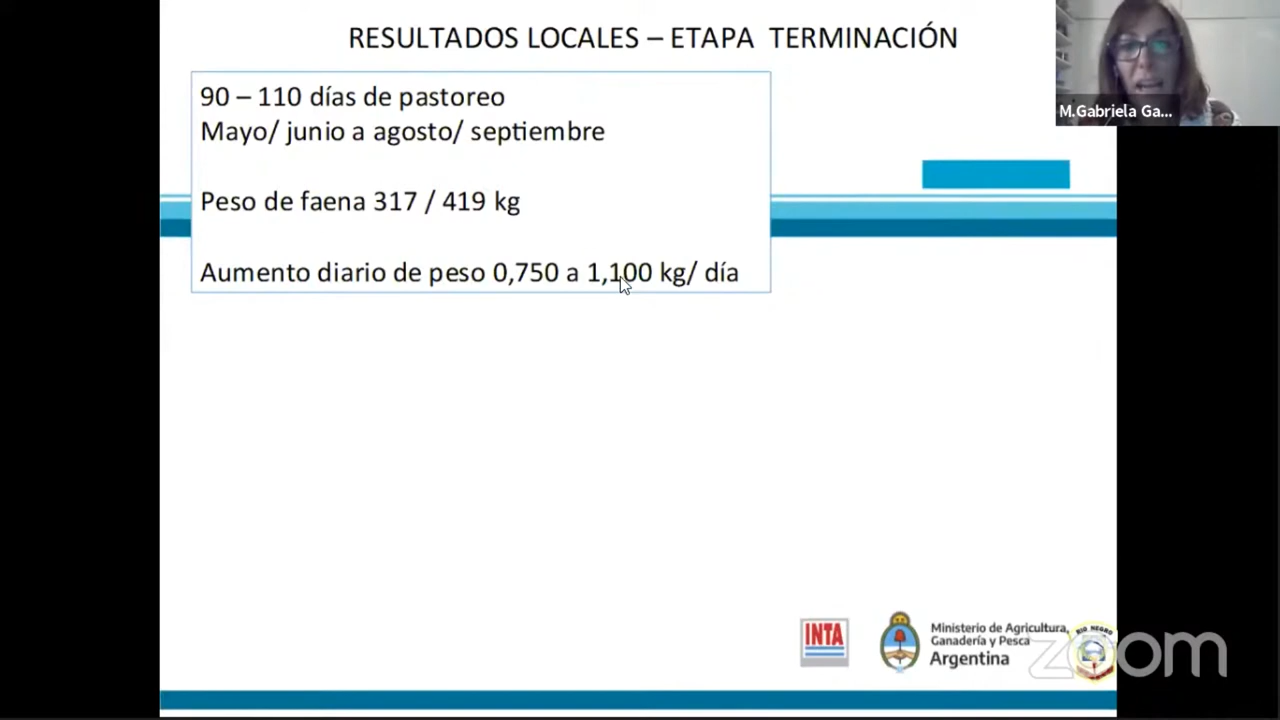 RESULTADOS LOCALES – ETAPA  TERMINACIÓN
M.Gabriela Ga...
90 – 110 días de pastoreo
Mayo/ junio a agosto/ septiembre
Peso de faena 317 / 419 kg
Aumento diario de peso 0,750 a 1,100 kg/ día
INTA
Ministerio de Agricultura,
Ganadería y Pesca
Argentina
RIO NEGRO
zoom